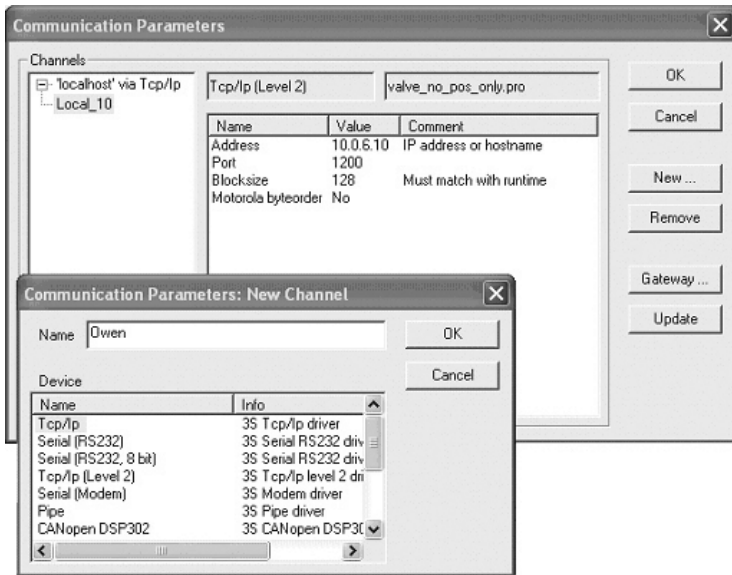 Communication Parameters
Channels
'localhost' via Tcp/Ip
Local_10
Tcp/Ip (Level 2)
valve_no_pos_only.pro
Name Value Comment
Address 10.0.6.10 IP address or hostname
Port 1200
Blocksize 128 Must match with runtime
Motorola byteorder No
OK
Cancel
New ...
Remove
Gateway ...
Update
Communication Parameters: New Channel
Name Owen
OK
Cancel
Device
Name Info
Tcp/Ip 3S Tcp/Ip driver
Serial (RS232) 3S Serial RS232 driv
Serial (RS232, 8 bit) 3S Serial RS232 driv
Tcp/Ip (Level 2) 3S Tcp/Ip level 2 dri
Serial (Modem) 3S Modem driver
Pipe 3S Pipe driver
CANopen DSP302 3S CANopen DSP30